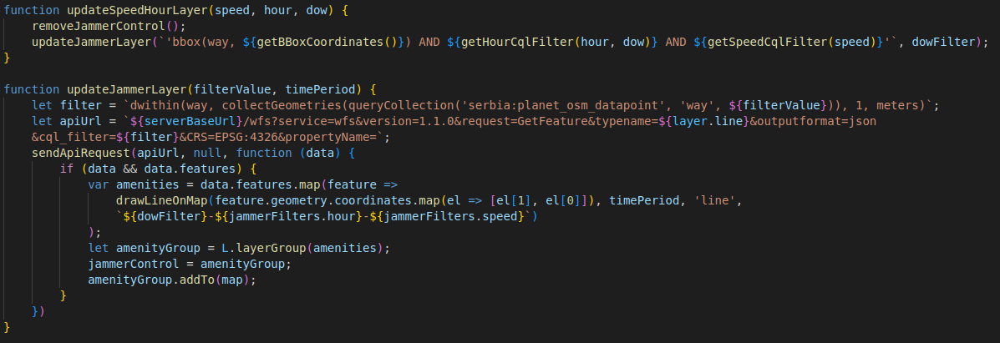 function updateSpeedHourLayer(speed, hour, dow) {
removeJammerControl();
updateJammerLayer(`'bbox(way, ${getBBoxCoordinates()}) AND ${getHourCqlFilter(hour, dow)} AND ${getSpeedCqlFilter(speed)}'`, dowFilter);
}
function updateJammerLayer(filterValue, timePeriod) {
let filter = `dwithin(way, collectGeometries(queryCollection('serbia:planet_osm_datapoint', 'way', ${filterValue})), 1, meters)`;
let apiUrl = `${serverBaseUrl}/wfs?service=wfs&version=1.1.0&request=GetFeature&typename=${layer.line}&outputformat=json
&cql_filter=${filter}&CRS=EPSG:4326&propertyName=`;
sendApiRequest(apiUrl, null, function (data) {
if (data && data.features) {
var amenities = data.features.map(feature =>
drawLineOnMap(feature.geometry.coordinates.map(el => [el[1], el[0]]), timePeriod, 'line',
`${dowFilter}-${jammerFilters.hour}-${jammerFilters.speed}`)
);
let amenityGroup = L.layerGroup(amenities);
jammerControl = amenityGroup;
amenityGroup.addTo(map);
}
})
}